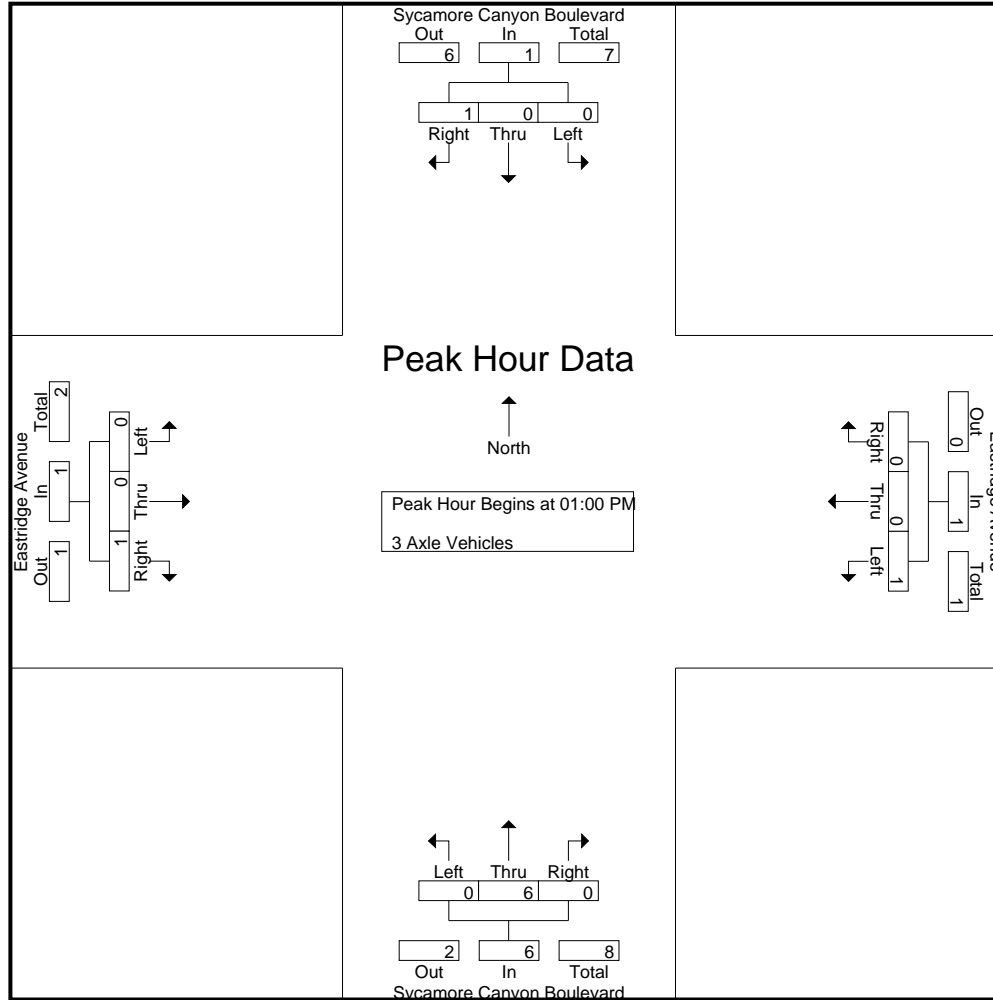 Sycamore Canyon Boulevard
Out In Total
6 1 7
1 0 0
Right Thru Left
Peak Hour Data
North
Peak Hour Begins at 01:00 PM
3 Axle Vehicles
Eastridge Avenue
Total In Out
2 1 1
0 0 1
Left Thru Right
Out In Total
0 1 1
0 0 1
Right Thru Left
Left Thru Right
0 6 0
2 6 8
Out In Total
Sycamore Canyon Boulevard